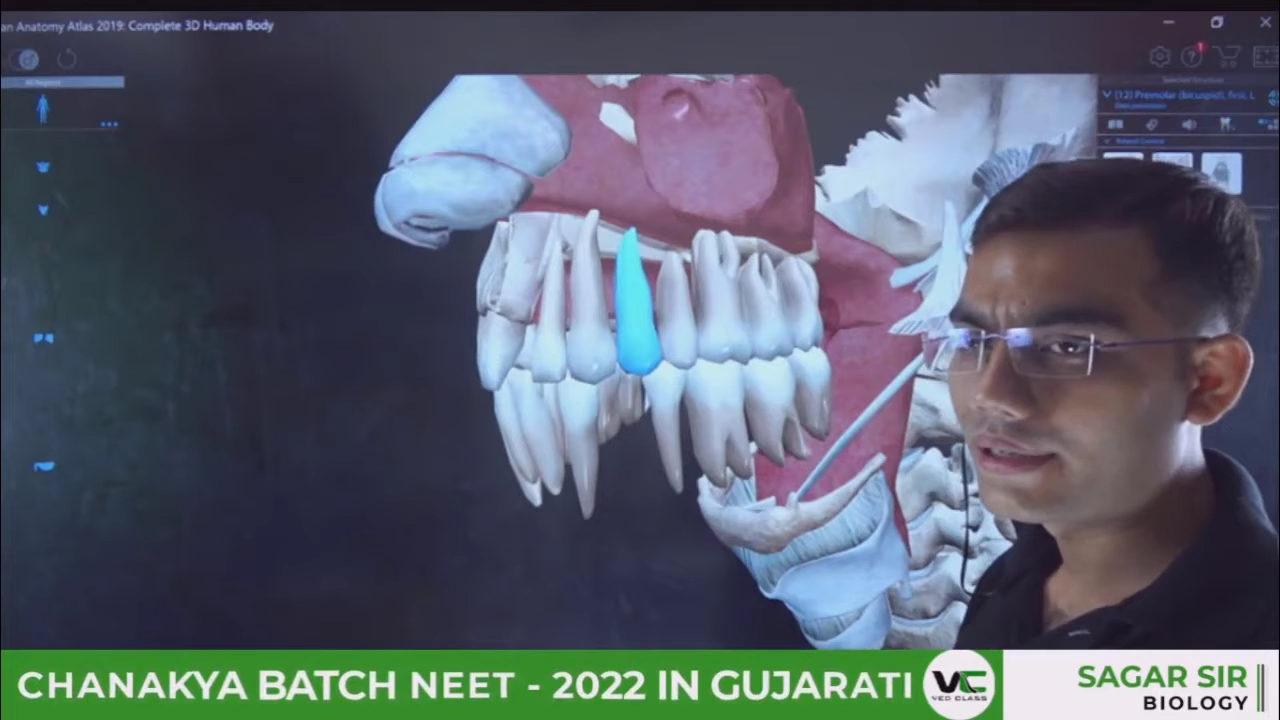 an Anatomy Atlas 2019: Complete 3D Human Body
[12] Premolar (bicuspid), first, L
CHANAKYA BATCH NEET - 2022 IN GUJARATI
VC
VED CLASS
SAGAR SIR
BIOLOGY